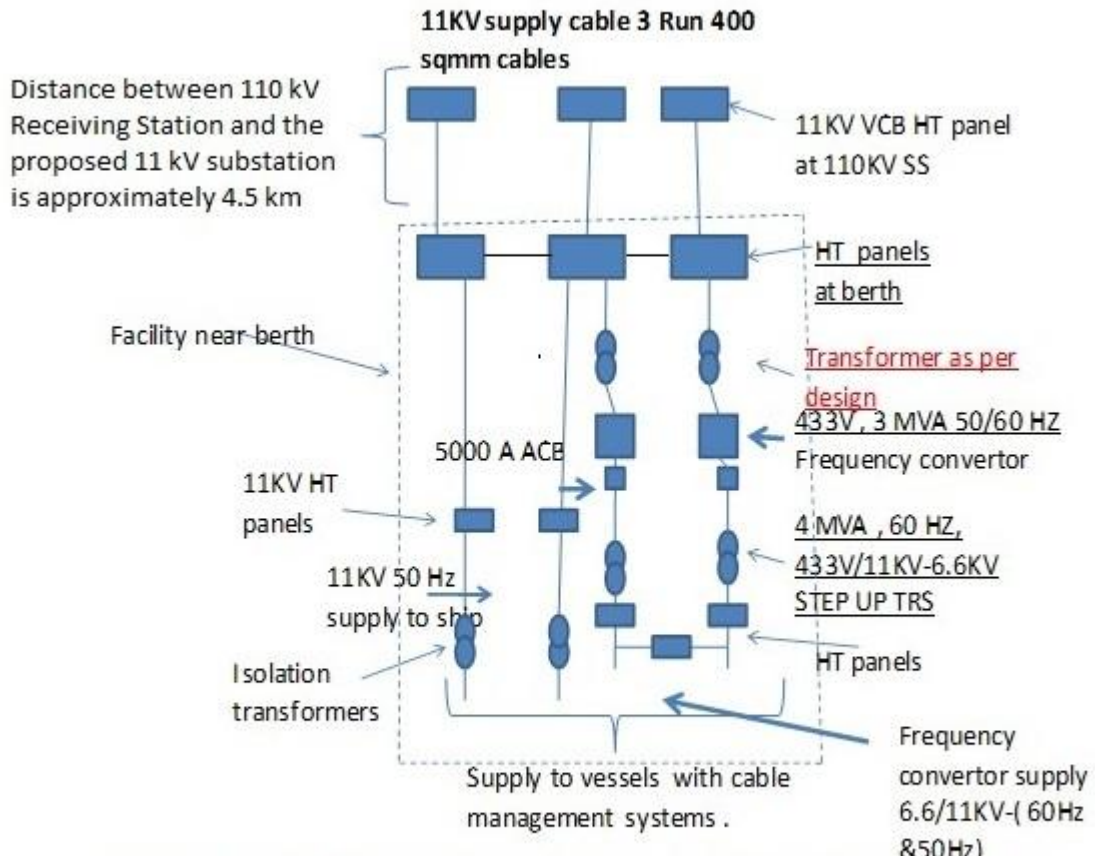 11KV supply cable 3 Run 400
sqmm cables
Distance between 110 kV
Receiving Station and the
proposed 11 kV substation
is approximately 4.5 km
11KV VCB HT panel
at 110KV SS
HT panels
at berth
Facility near berth
Transformer as per
design
433V , 3 MVA 50/60 HZ
Frequency convertor
5000 A ACB
11KV HT
panels
4 MVA , 60 HZ,
433V/11KV-6.6KV
STEP UP TRS
11KV 50 Hz
supply to ship
HT panels
Isolation
transformers
Frequency
convertor supply
6.6/11KV-( 60Hz
&50Hz)
Supply to vessels with cable
management systems .